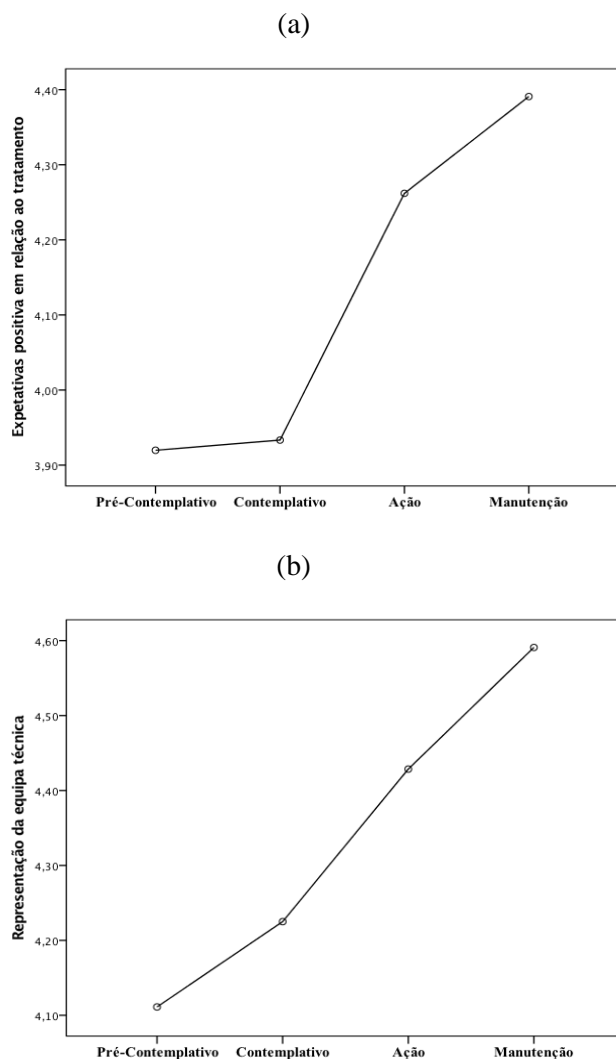 (a)
Expetativas positiva em relação ao tratamento
4,40
4,30
4,20
4,10
4,00
3,90
Pré-Contemplativo Contemplativo Ação Manutenção
(b)
Representação da equipa técnica
4,60
4,50
4,40
4,30
4,20
4,10
Pré-Contemplativo Contemplativo Ação Manutenção